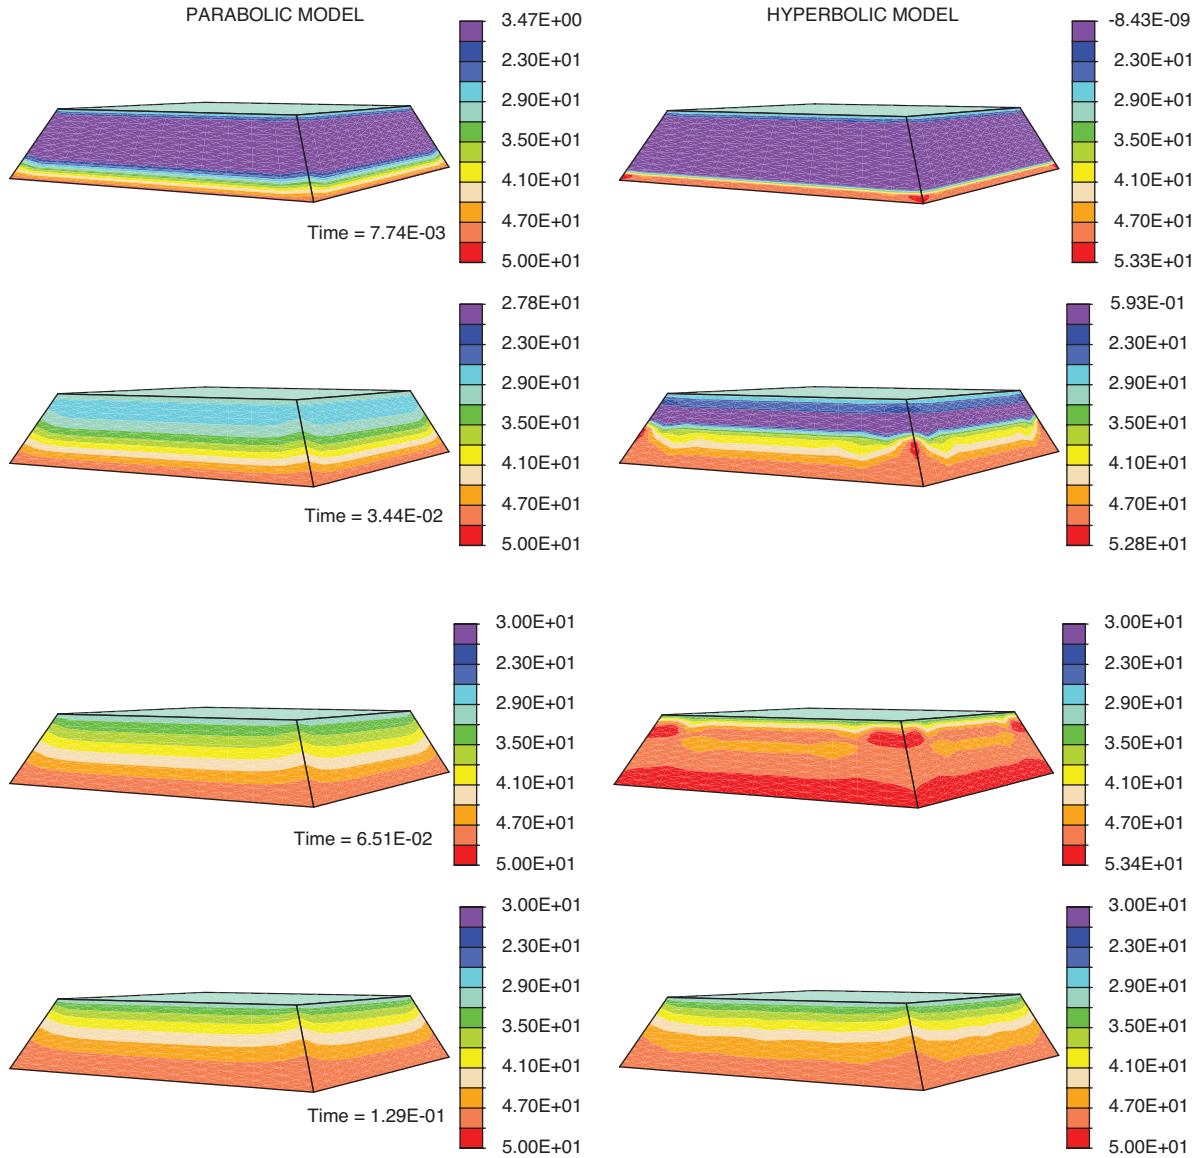 PARABOLIC MODEL
3.47E+00
2.30E+01
2.90E+01
3.50E+01
4.10E+01
4.70E+01
5.00E+01
Time = 7.74E-03
HYPERBOLIC MODEL
-8.43E-09
2.30E+01
2.90E+01
3.50E+01
4.10E+01
4.70E+01
5.33E+01
2.78E+01
2.30E+01
2.90E+01
3.50E+01
4.10E+01
4.70E+01
5.00E+01
Time = 3.44E-02
5.93E-01
2.30E+01
2.90E+01
3.50E+01
4.10E+01
4.70E+01
5.28E+01
3.00E+01
2.30E+01
2.90E+01
3.50E+01
4.10E+01
4.70E+01
5.00E+01
Time = 6.51E-02
3.00E+01
2.30E+01
2.90E+01
3.50E+01
4.10E+01
4.70E+01
5.34E+01
3.00E+01
2.30E+01
2.90E+01
3.50E+01
4.10E+01
4.70E+01
5.00E+01
Time = 1.29E-01
3.00E+01
2.30E+01
2.90E+01
3.50E+01
4.10E+01
4.70E+01
5.00E+01